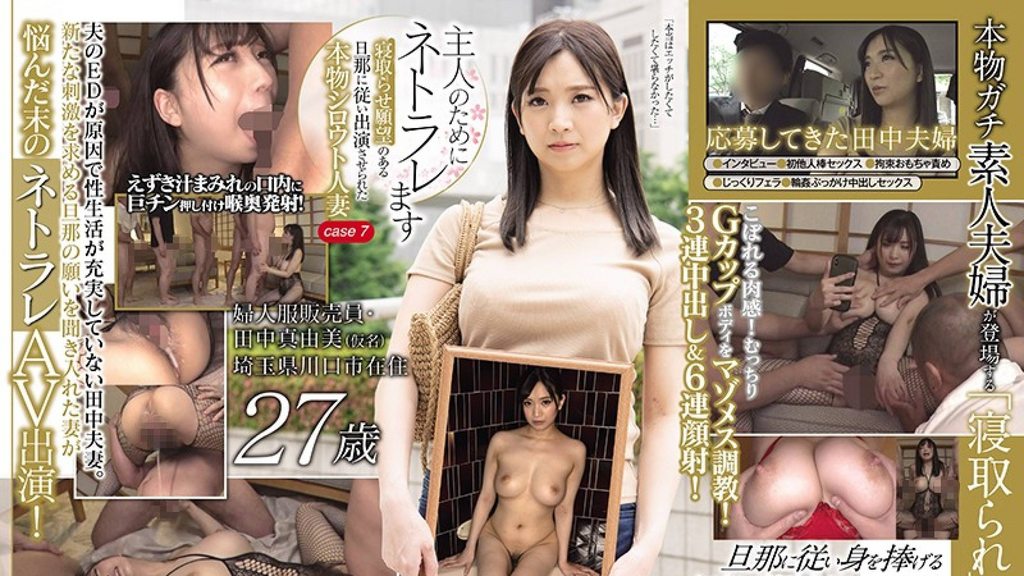 本物ガチ素人夫婦が登場する「寝取られ
応募してきた田中夫婦
●インタビュー●初他人棒セックス●拘束おもちゃ責め
●じっくりフェラ●輪姦ぶっかけ中出しセックス
こぼれる肉感!むっちり
Gカップボディをマゾメス調教!
3連中出し&6連顔射!
旦那に従い身を捧げる
主人のために
ネトラレます
寝取らせ願望のある
旦那に従い出演させられた
本物シロウト人妻
case 7
えずき汁まみれの口内に
巨チン押し付け喉奥発射!
婦人服販売員・
田中真由美(仮名)
埼玉県川口市在住
27歳
夫のEDが原因で性生活が充実していない田中夫妻。
新たな刺激を求める旦那の願いを聞き入れた妻が
悩んだ末のネトラレAV出演!